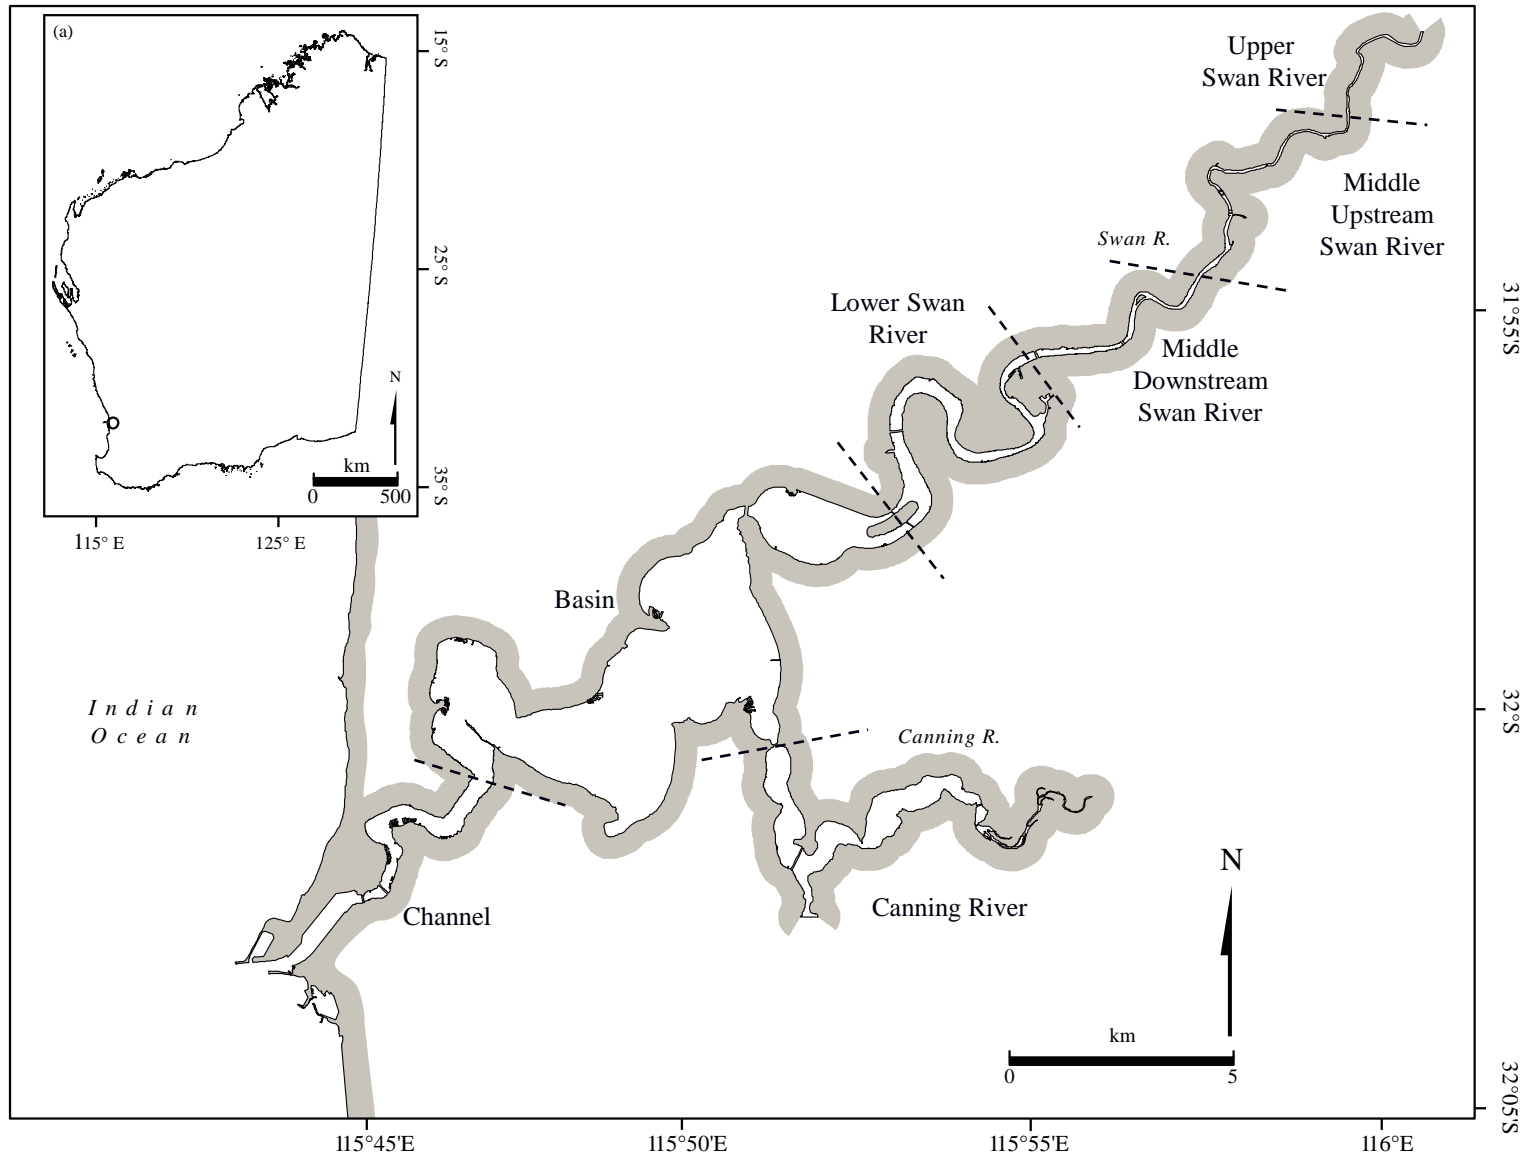 (a)
15° S
25° S
35° S
N
km
0 500
115° E
125° E
Upper
Swan River
Middle
Upstream
Swan River
Swan R.
Lower Swan
River
Middle
Downstream
Swan River
31°55'S
Basin
Indian
Ocean
Canning R.
32°S
Channel
Canning River
N
km
0 5
32°05'S
115°45'E
115°50'E
115°55'E
116°E